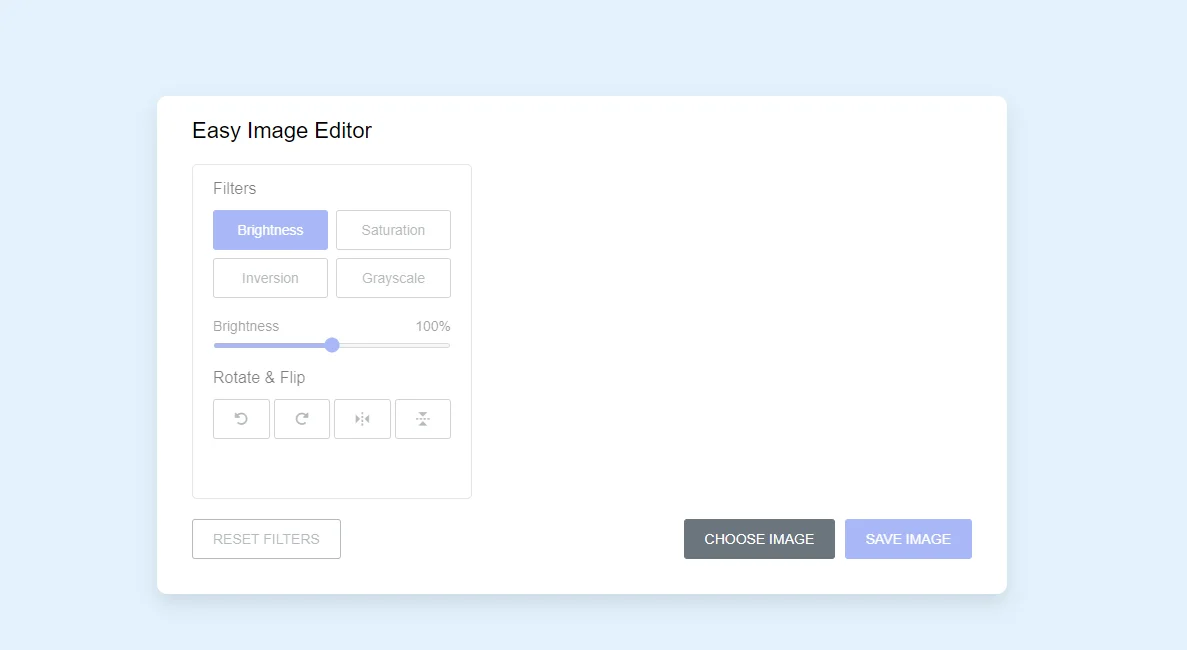 Easy Image Editor
Filters
Brightness Saturation
Inversion Grayscale
Brightness 100%
Rotate & Flip
RESET FILTERS CHOOSE IMAGE SAVE IMAGE